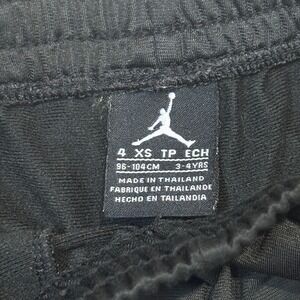 4 XS TP ECH
96-104CM 3-4YRS
MADE IN THAILAND
FABRIQUE EN THAILANDE
HECHO EN TAILANDIA